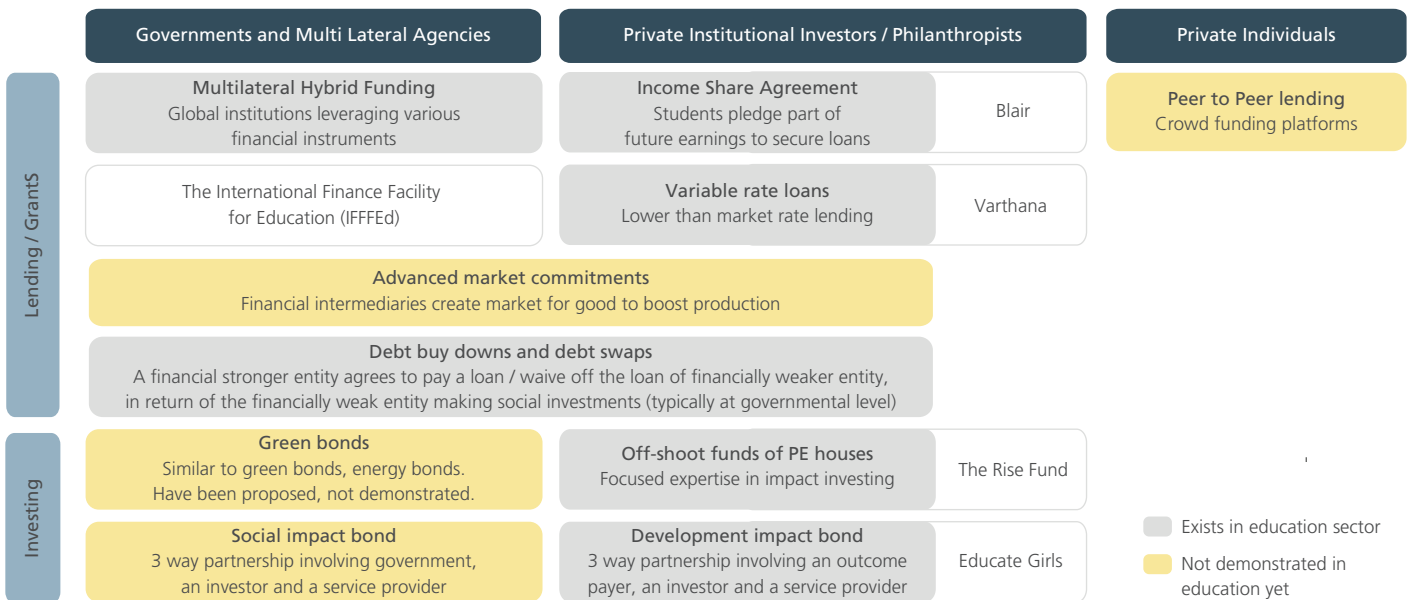 Governments and Multi Lateral Agencies
Private Institutional Investors / Philanthropists
Private Individuals
Lending / GrantS
Multilateral Hybrid Funding
Global institutions leveraging various
financial instruments
Income Share Agreement
Students pledge part of
future earnings to secure loans
Blair
Peer to Peer lending
Crowd funding platforms
The International Finance Facility
for Education (IFFFEd)
Variable rate loans
Lower than market rate lending
Varthana
Advanced market commitments
Financial intermediaries create market for good to boost production
Debt buy downs and debt swaps
A financial stronger entity agrees to pay a loan / waive off the loan of financially weaker entity,
in return of the financially weak entity making social investments (typically at governmental level)
Investing
Green bonds
Similar to green bonds, energy bonds.
Have been proposed, not demonstrated.
Off-shoot funds of PE houses
Focused expertise in impact investing
The Rise Fund
Social impact bond
3 way partnership involving government,
an investor and a service provider
Development impact bond
3 way partnership involving an outcome
payer, an investor and a service provider
Educate Girls
Exists in education sector
Not demonstrated in
education yet